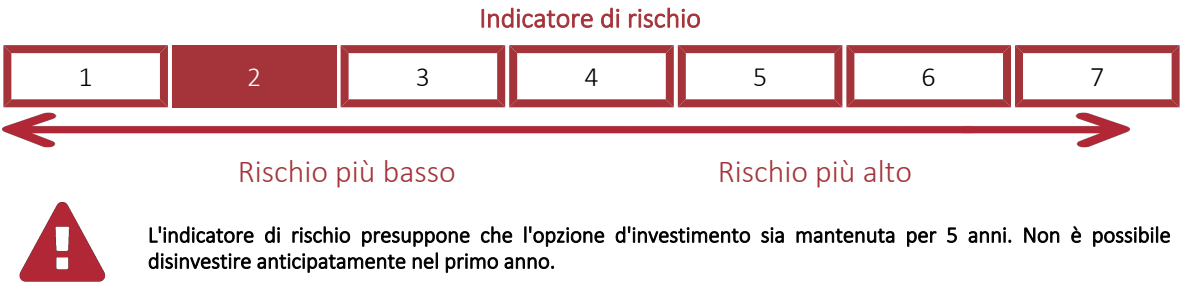 Indicatore di rischio
1 2 3 4 5 6 7
Rischio più basso Rischio più alto
L'indicatore di rischio presuppone che l'opzione d'investimento sia mantenuta per 5 anni. Non è possibile
disinvestire anticipatamente nel primo anno.